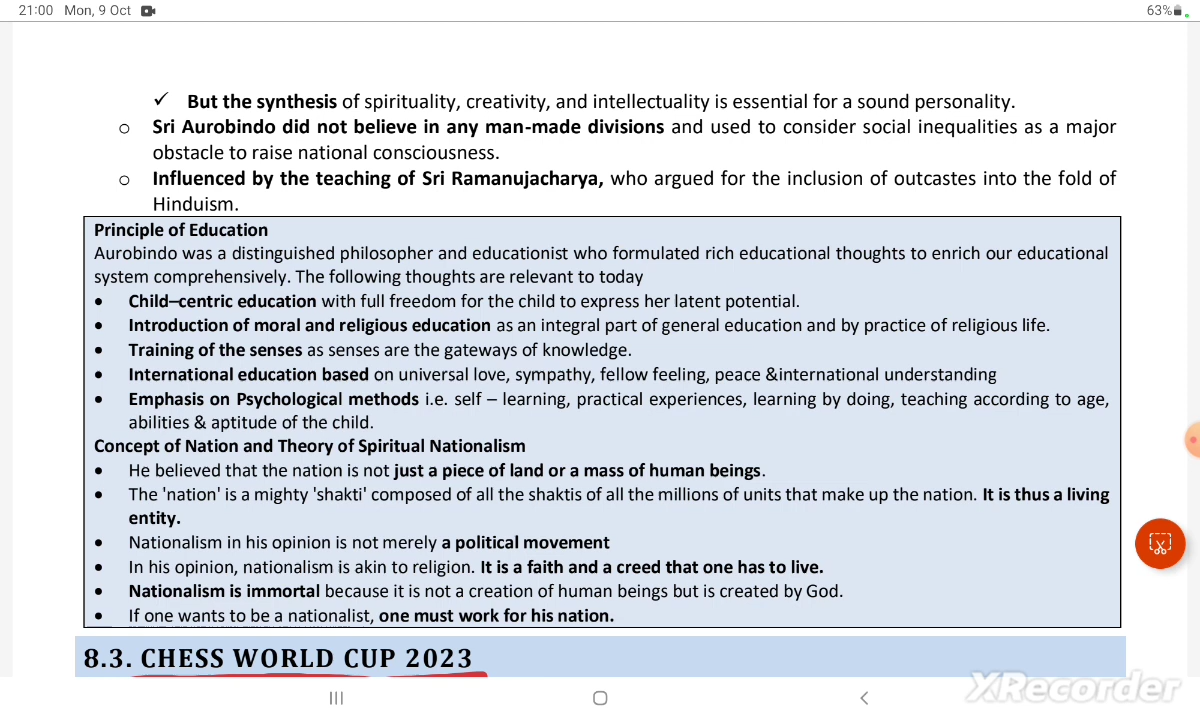 21:00 Mon, 9 Oct
63%
✓ But the synthesis of spirituality, creativity, and intellectuality is essential for a sound personality.
o Sri Aurobindo did not believe in any man-made divisions and used to consider social inequalities as a major
obstacle to raise national consciousness.
o Influenced by the teaching of Sri Ramanujacharya, who argued for the inclusion of outcastes into the fold of
Hinduism.
Principle of Education
Aurobindo was a distinguished philosopher and educationist who formulated rich educational thoughts to enrich our educational
system comprehensively. The following thoughts are relevant to today
• Child–centric education with full freedom for the child to express her latent potential.
• Introduction of moral and religious education as an integral part of general education and by practice of religious life.
• Training of the senses as senses are the gateways of knowledge.
• International education based on universal love, sympathy, fellow feeling, peace &international understanding
• Emphasis on Psychological methods i.e. self – learning, practical experiences, learning by doing, teaching according to age,
abilities & aptitude of the child.
Concept of Nation and Theory of Spiritual Nationalism
• He believed that the nation is not just a piece of land or a mass of human beings.
• The 'nation' is a mighty 'shakti' composed of all the shaktis of all the millions of units that make up the nation. It is thus a living
entity.
• Nationalism in his opinion is not merely a political movement
• In his opinion, nationalism is akin to religion. It is a faith and a creed that one has to live.
• Nationalism is immortal because it is not a creation of human beings but is created by God.
• If one wants to be a nationalist, one must work for his nation.
8.3. CHESS WORLD CUP 2023
XRecorder